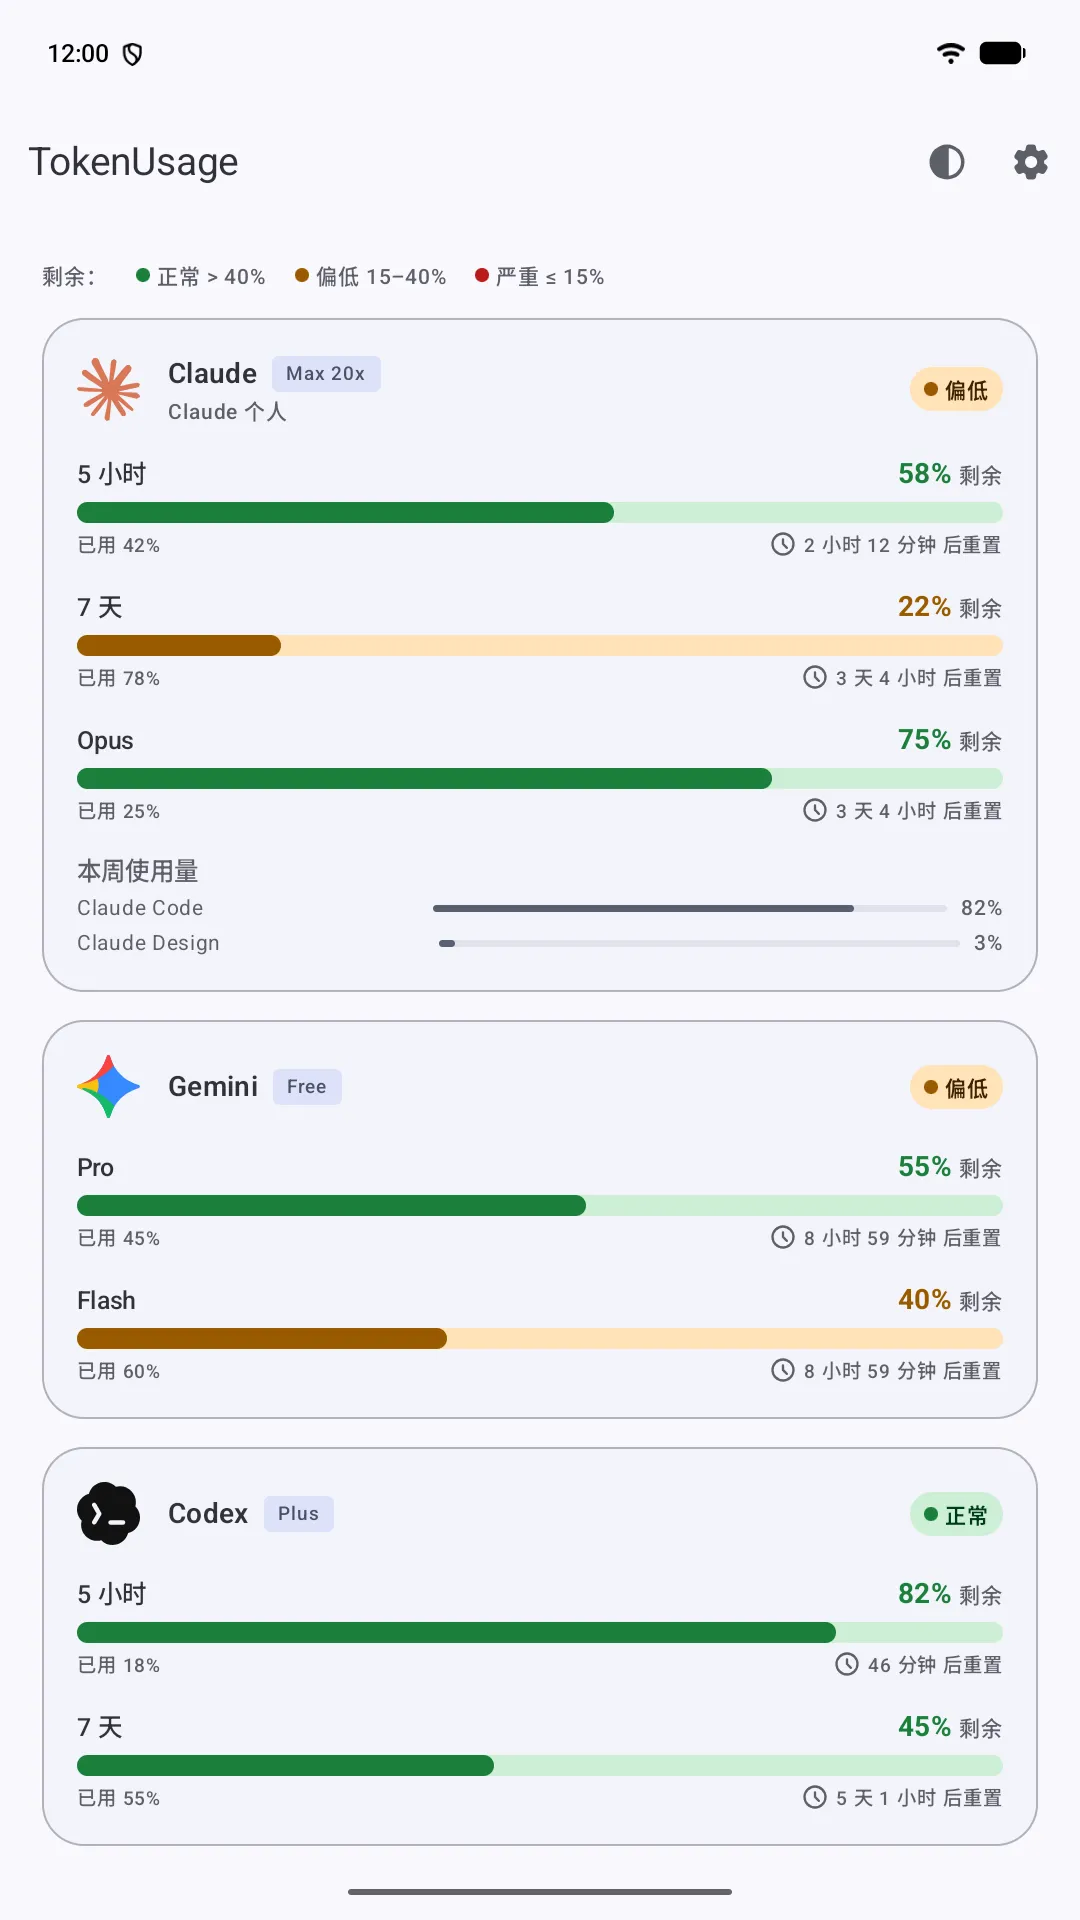 12:00
TokenUsage
剩余： 正常 > 40% 偏低 15–40% 严重 ≤ 15%
Claude Max 20x
Claude 个人
偏低
5 小时 58% 剩余
已用 42% 2 小时 12 分钟 后重置
7 天 22% 剩余
已用 78% 3 天 4 小时 后重置
Opus 75% 剩余
已用 25% 3 天 4 小时 后重置
本周使用量
Claude Code 82%
Claude Design 3%
Gemini Free 偏低
Pro 55% 剩余
已用 45% 8 小时 59 分钟 后重置
Flash 40% 剩余
已用 60% 8 小时 59 分钟 后重置
Codex Plus 正常
5 小时 82% 剩余
已用 18% 46 分钟 后重置
7 天 45% 剩余
已用 55% 5 天 1 小时 后重置